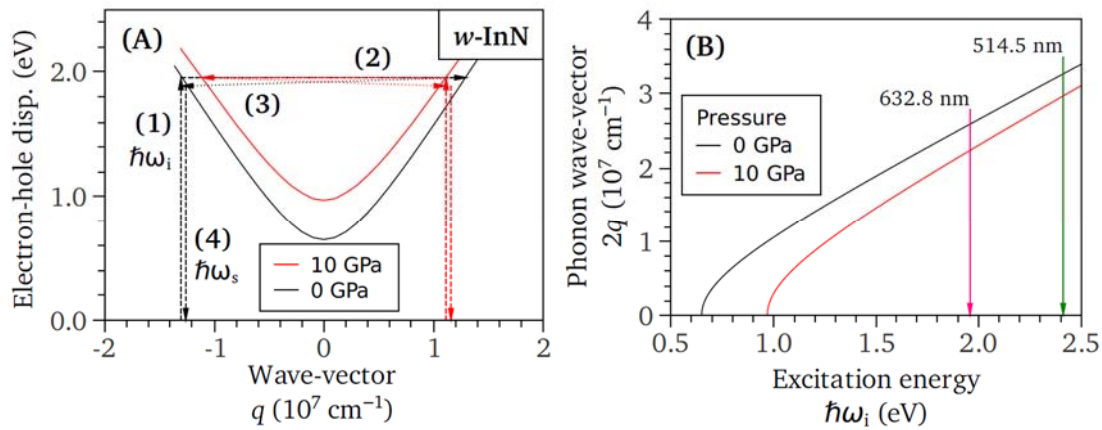 (A)
w-InN
Electron-hole disp. (eV)
2.0
1.0
0.0
(1)
ħωi
(2)
(3)
(4)
ħωs
10 GPa
0 GPa
-2
-1
0
1
2
Wave-vector
q (10⁷ cm⁻¹)
(B)
514.5 nm
632.8 nm
Pressure
0 GPa
10 GPa
Phonon wave-vector
2q (10⁷ cm⁻¹)
4
3
2
1
0
0.5
1.0
1.5
2.0
2.5
Excitation energy
ħωi (eV)